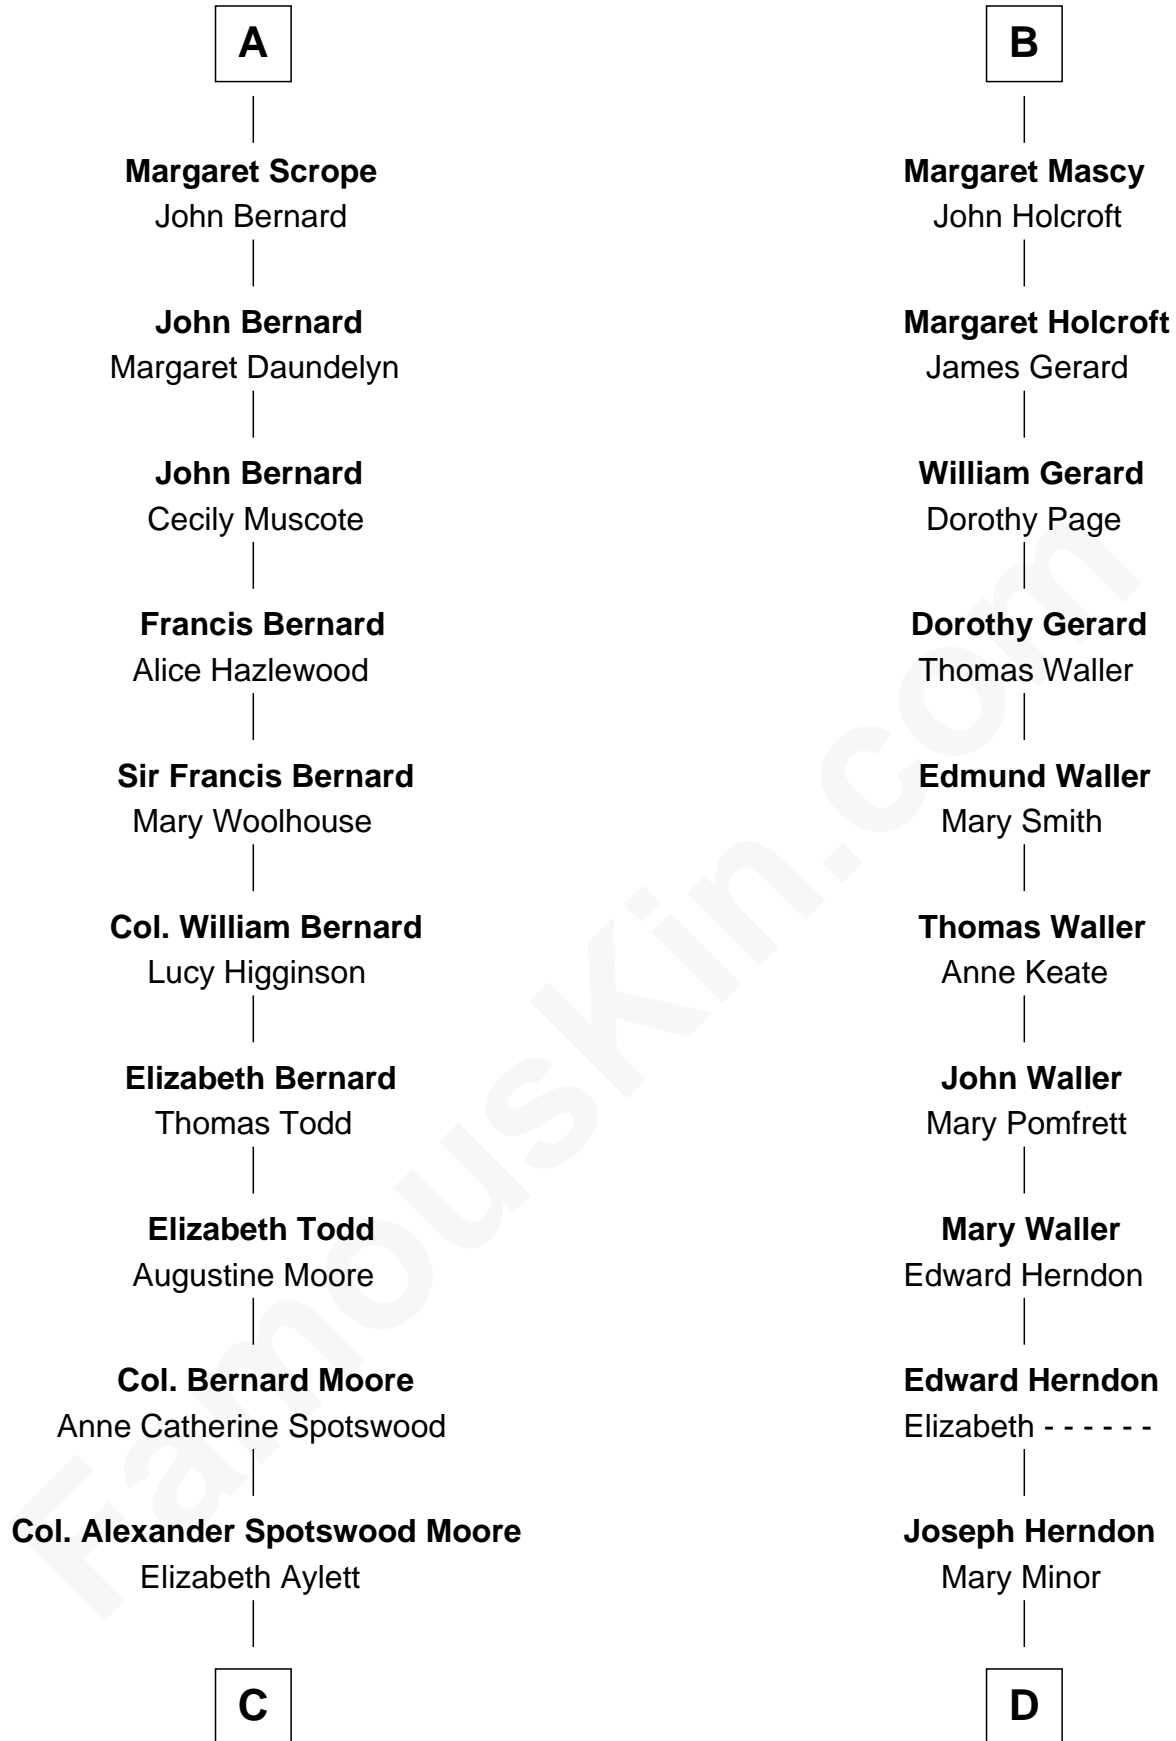 A
Margaret Scrope
John Bernard
John Bernard
Margaret Daundelyn
John Bernard
Cecily Muscote
Francis Bernard
Alice Hazlewood
Sir Francis Bernard
Mary Woolhouse
Col. William Bernard
Lucy Higginson
Elizabeth Bernard
Thomas Todd
Elizabeth Todd
Augustine Moore
Col. Bernard Moore
Anne Catherine Spotswood
Col. Alexander Spotswood Moore
Elizabeth Aylett
C
B
Margaret Mascy
John Holcroft
Margaret Holcroft
James Gerard
William Gerard
Dorothy Page
Dorothy Gerard
Thomas Waller
Edmund Waller
Mary Smith
Thomas Waller
Anne Keate
John Waller
Mary Pomfrett
Mary Waller
Edward Herndon
Edward Herndon
Elizabeth - - - - - -
Joseph Herndon
Mary Minor
D
FamousKin.com